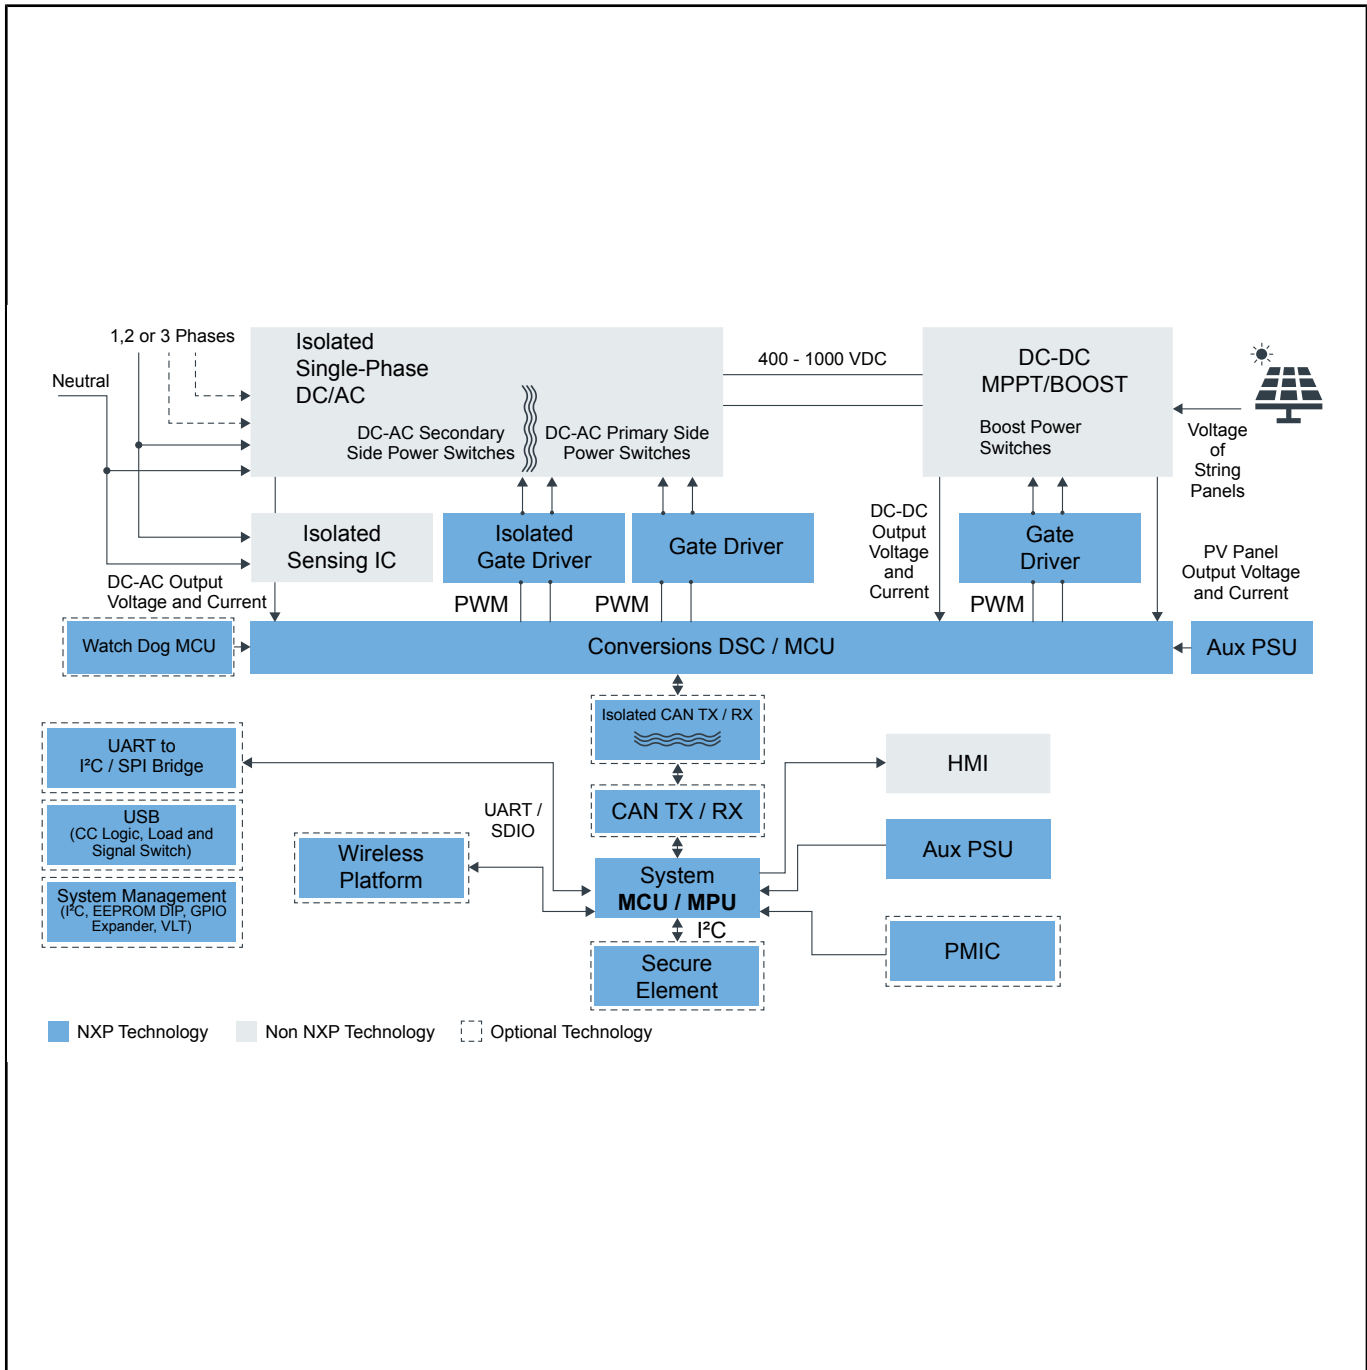 1,2 or 3 Phases
Neutral
Isolated
Single-Phase
DC/AC
DC-AC Secondary
Side Power Switches
DC-AC Primary Side
Power Switches
400 - 1000 VDC
DC-DC
MPPT/BOOST
Boost Power
Switches
Voltage
of
String
Panels
Isolated
Sensing IC
Isolated
Gate Driver
Gate Driver
DC-DC
Output
Voltage
and
Current
Gate
Driver
PV Panel
Output Voltage
and Current
DC-AC Output
Voltage and Current
PWM
PWM
PWM
Watch Dog MCU
Conversions DSC / MCU
Aux PSU
Isolated CAN TX / RX
UART to
I²C / SPI Bridge
HMI
USB
(CC Logic, Load and
Signal Switch)
UART /
SDIO
CAN TX / RX
Aux PSU
Wireless
Platform
System
MCU / MPU
System Management
(I²C, EEPROM DIP, GPIO
Expander, VLT)
I²C
PMIC
Secure
Element
NXP Technology
Non NXP Technology
Optional Technology